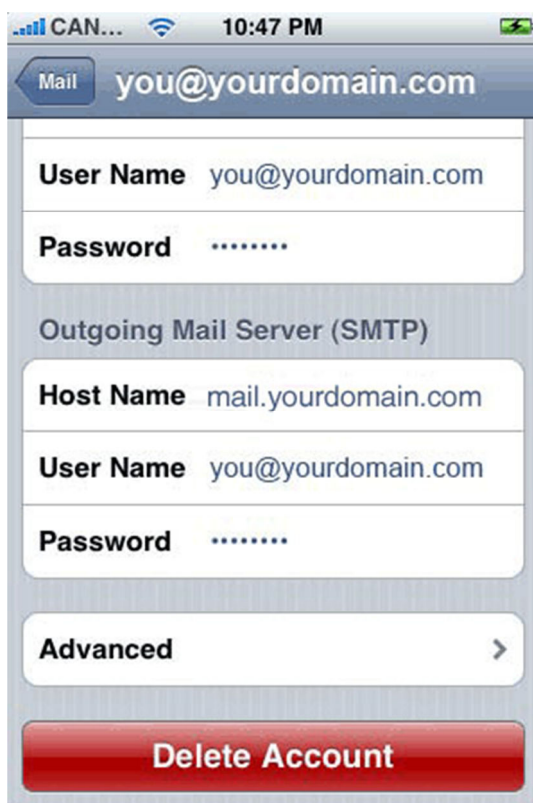 CAN... 10:47 PM
Mail you@yourdomain.com
User Name you@yourdomain.com
Password ••••••••
Outgoing Mail Server (SMTP)
Host Name mail.yourdomain.com
User Name you@yourdomain.com
Password ••••••••
Advanced
Delete Account